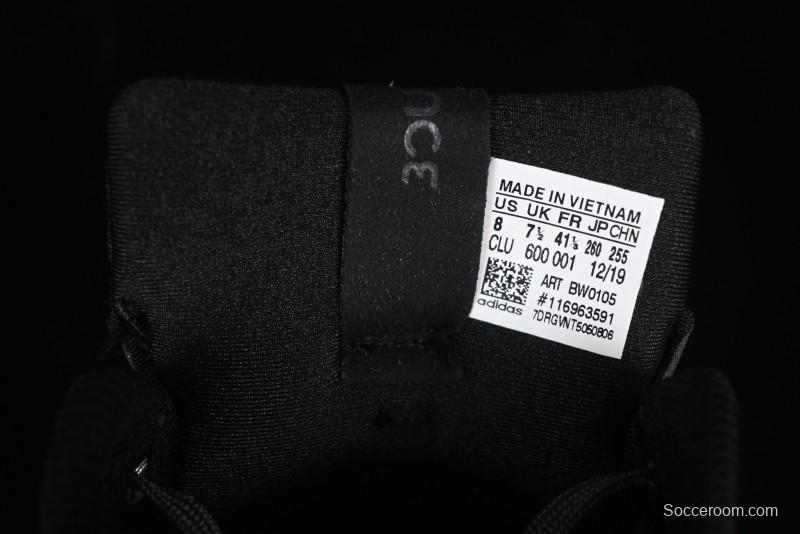 NCE
MADE IN VIETNAM
US UK FR JP CHN
8 7½ 41⅓ 260 255
CLU 600 001 12/19
ART BW0105
#116963591
adidas 7DRGVNT5050806
Socceroom.com